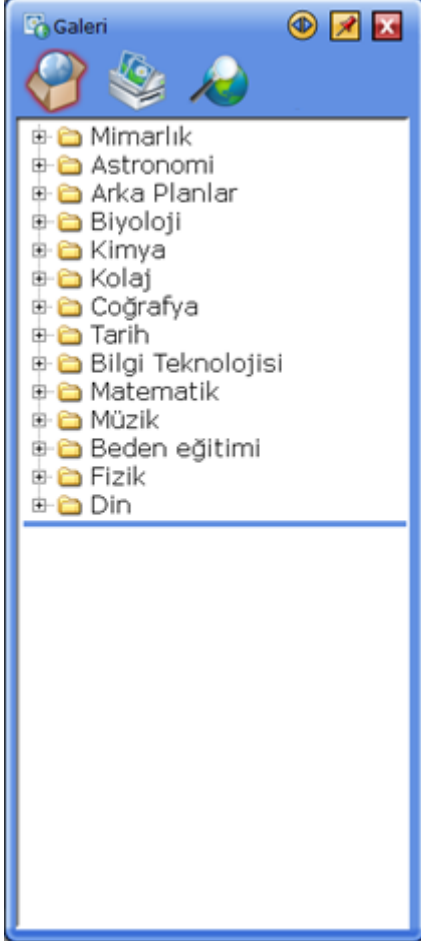 Galeri
Mimarlık
Astronomi
Arka Planlar
Biyoloji
Kimya
Kolaj
Coğrafya
Tarih
Bilgi Teknolojisi
Matematik
Müzik
Beden eğitimi
Fizik
Din